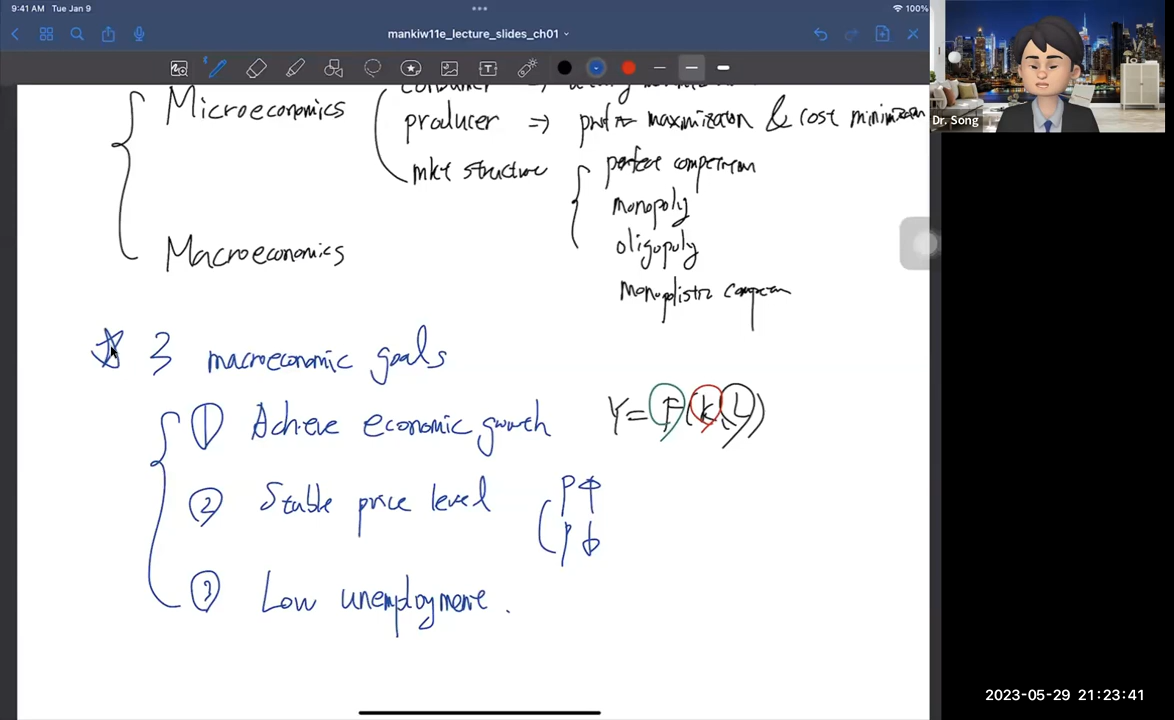 9:41 AM Tue Jan 9
100%
mankiw11e_lecture_slides_ch01
Dr. Song
Microeconomics
consumer ⇒
producer ⇒ maximization & cost minimization
mkt structure
perfect competition
monopoly
oligopoly
Monopolistic
Macroeconomics
☆ 3 macroeconomic goals
① Achieve economic growth Y = F(K, L)
② Stable price level P↑
P↓
③ Low unemployment.
2023-05-29 21:23:41